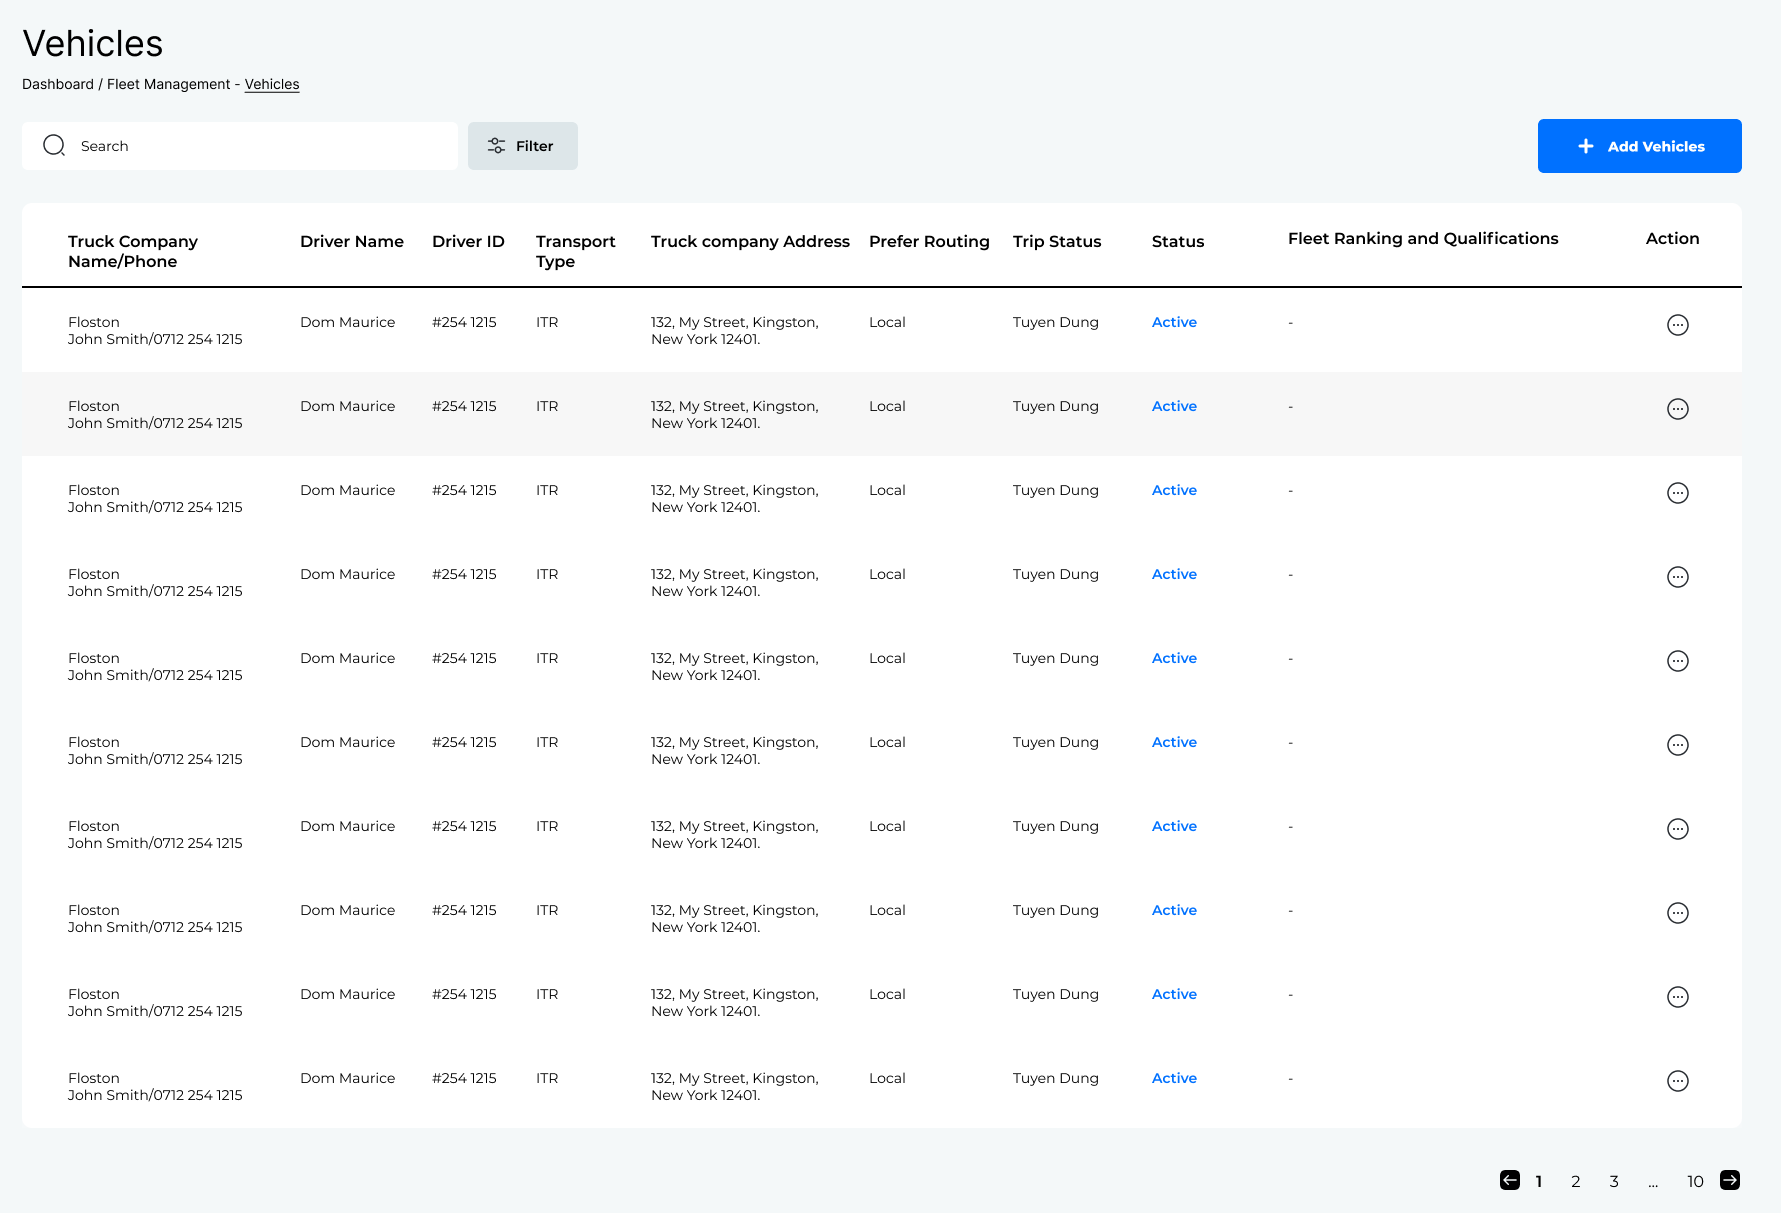 Vehicles
Dashboard / Fleet Management - Vehicles
Search
Filter
Add Vehicles
Truck Company Driver Name Driver ID Transport Truck company Address Prefer Routing Trip Status Status Fleet Ranking and Qualifications Action
Name/Phone Type
Floston Dom Maurice #254 1215 ITR 132, My Street, Kingston, Local Tuyen Dung Active -
John Smith/0712 254 1215 New York 12401.
Floston Dom Maurice #254 1215 ITR 132, My Street, Kingston, Local Tuyen Dung Active -
John Smith/0712 254 1215 New York 12401.
Floston Dom Maurice #254 1215 ITR 132, My Street, Kingston, Local Tuyen Dung Active -
John Smith/0712 254 1215 New York 12401.
Floston Dom Maurice #254 1215 ITR 132, My Street, Kingston, Local Tuyen Dung Active -
John Smith/0712 254 1215 New York 12401.
Floston Dom Maurice #254 1215 ITR 132, My Street, Kingston, Local Tuyen Dung Active -
John Smith/0712 254 1215 New York 12401.
Floston Dom Maurice #254 1215 ITR 132, My Street, Kingston, Local Tuyen Dung Active -
John Smith/0712 254 1215 New York 12401.
Floston Dom Maurice #254 1215 ITR 132, My Street, Kingston, Local Tuyen Dung Active -
John Smith/0712 254 1215 New York 12401.
Floston Dom Maurice #254 1215 ITR 132, My Street, Kingston, Local Tuyen Dung Active -
John Smith/0712 254 1215 New York 12401.
Floston Dom Maurice #254 1215 ITR 132, My Street, Kingston, Local Tuyen Dung Active -
John Smith/0712 254 1215 New York 12401.
Floston Dom Maurice #254 1215 ITR 132, My Street, Kingston, Local Tuyen Dung Active -
John Smith/0712 254 1215 New York 12401.
1 2 3 ... 10